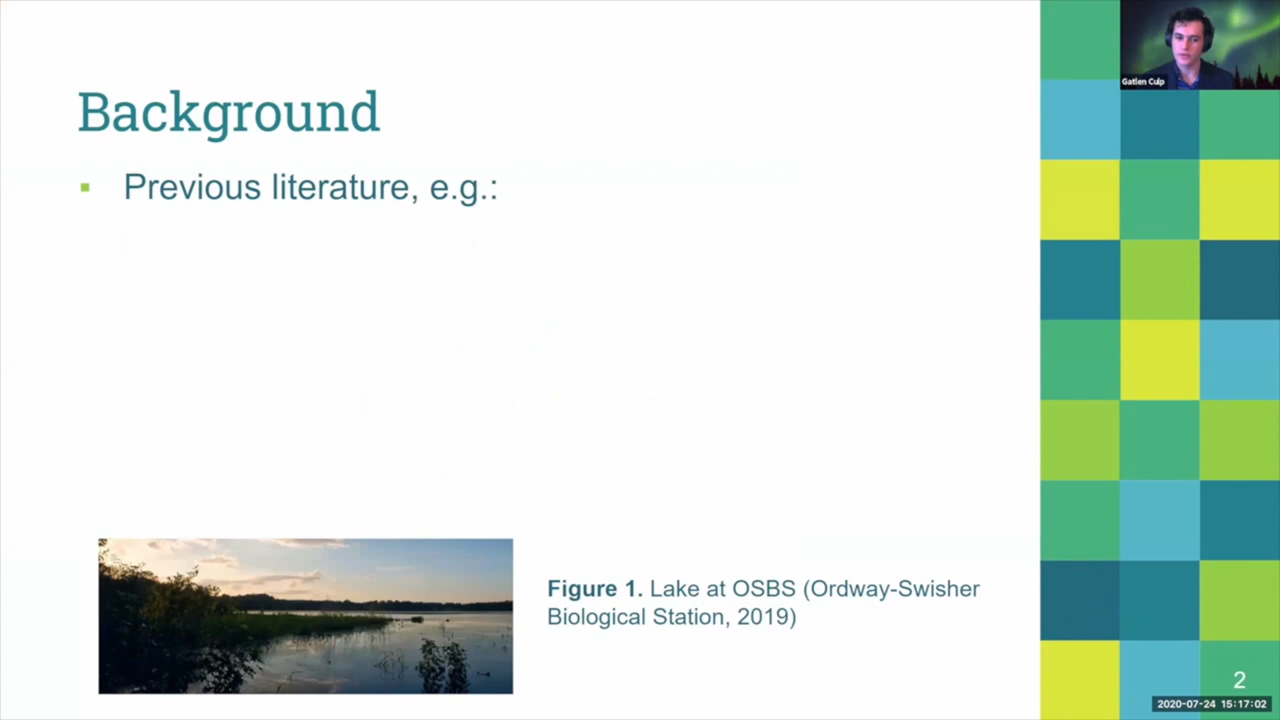 Background
▪ Previous literature, e.g.:
Figure 1. Lake at OSBS (Ordway-Swisher
Biological Station, 2019)
Gatlen Culp
2
2020-07-24 15:17:02